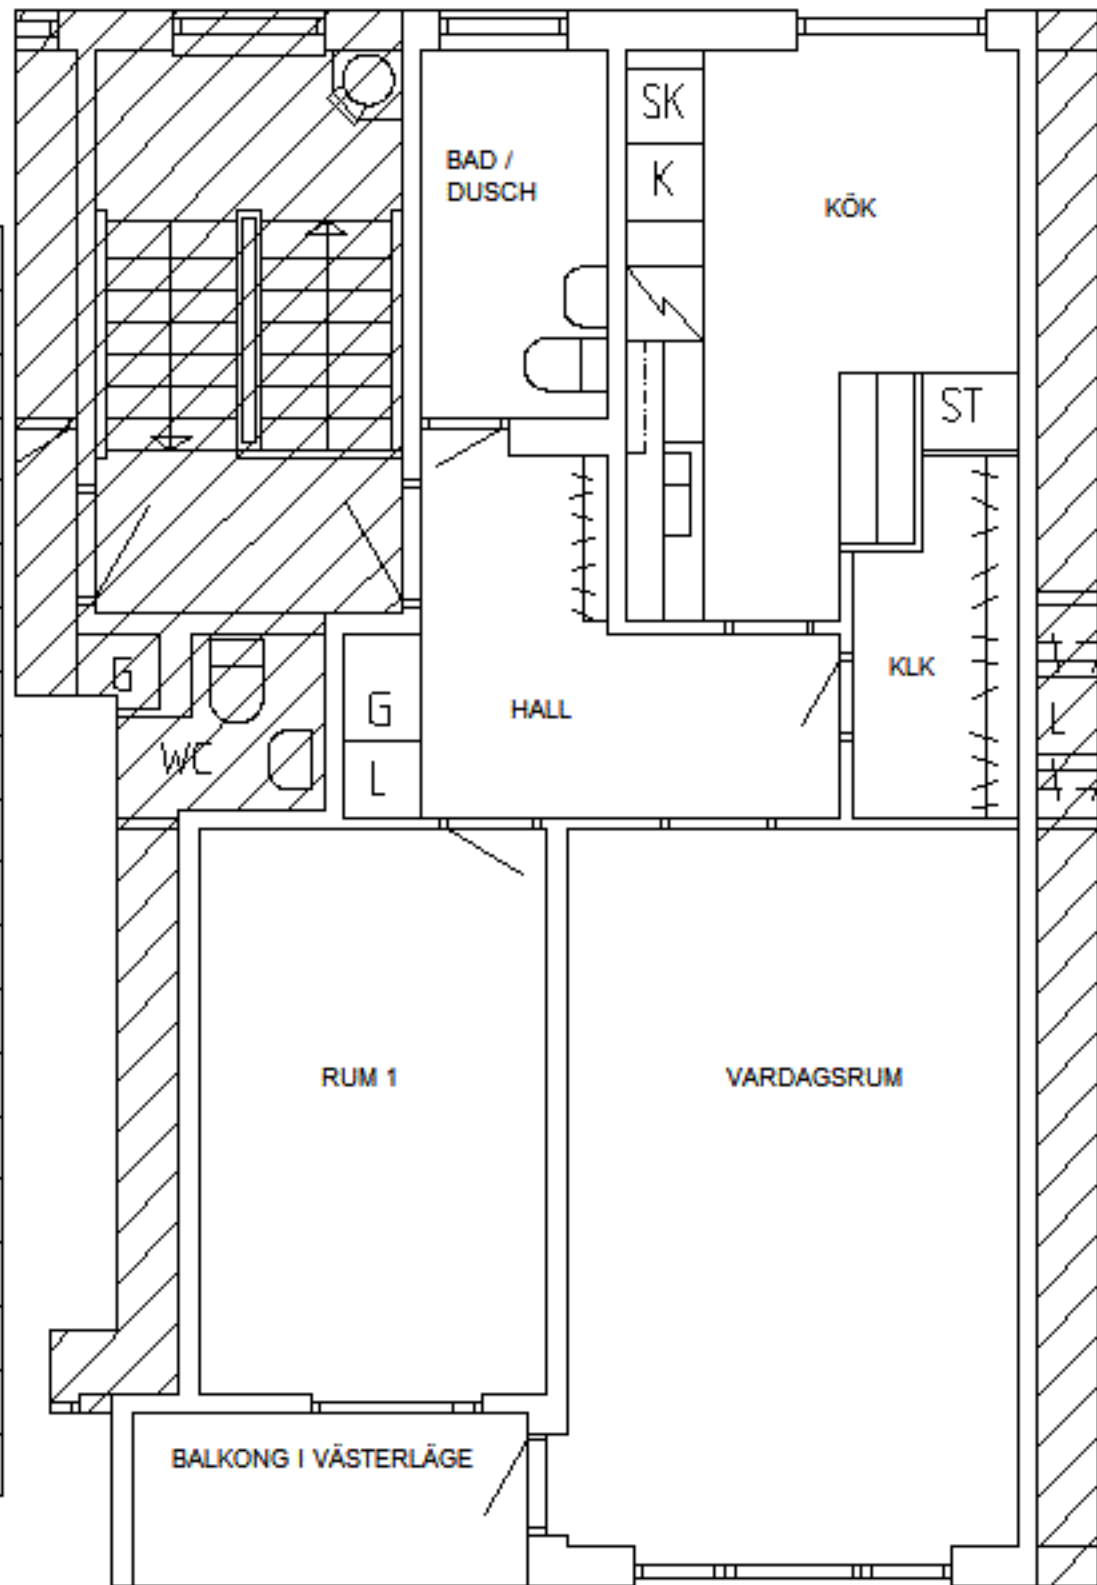 SK
BAD /
DUSCH
K
KÖK
ST
G
KLK
G
HALL
WC
L
L
RUM 1
VARDAGSRUM
BALKONG I VÄSTERLÄGE